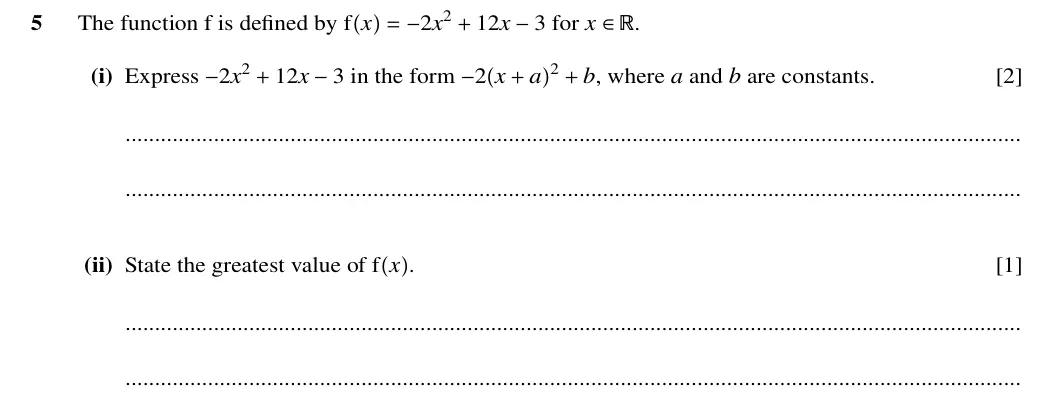 5 The function f is defined by f(x) = −2x² + 12x − 3 for x ∈ ℝ.
(i) Express −2x² + 12x − 3 in the form −2(x + a)² + b, where a and b are constants. [2]
(ii) State the greatest value of f(x). [1]